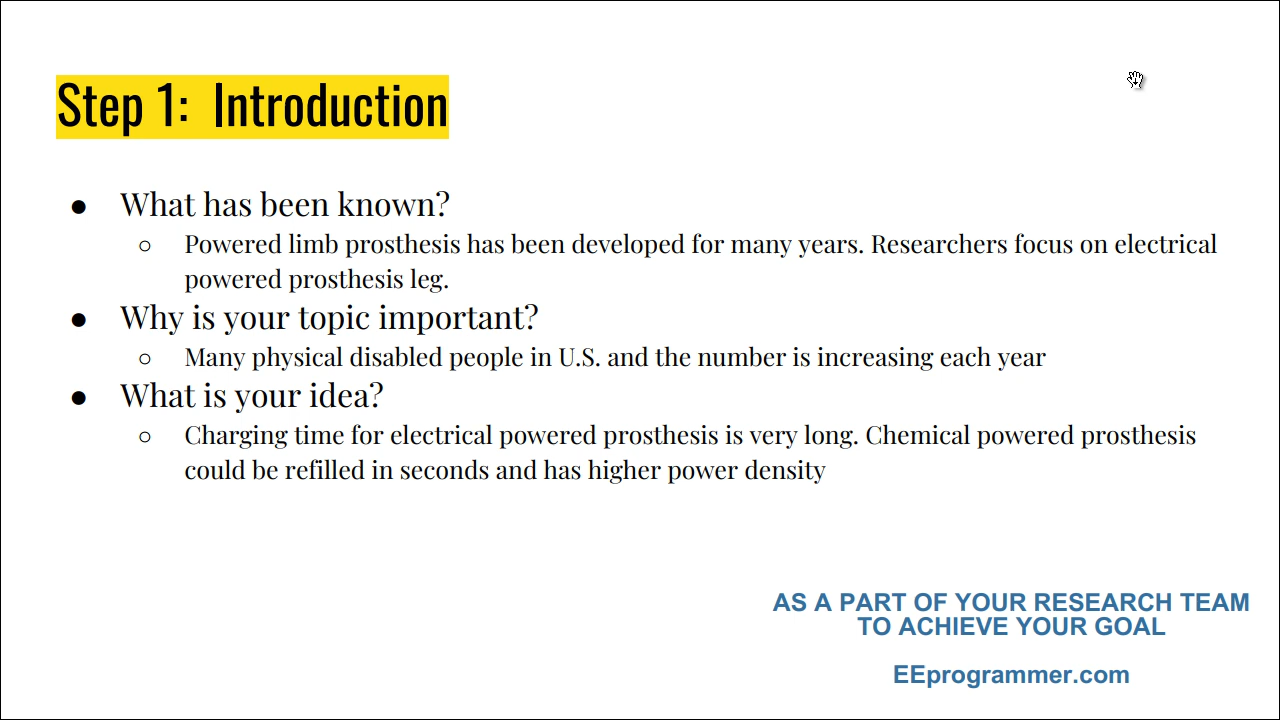 Step 1:  Introduction
● What has been known?
○ Powered limb prosthesis has been developed for many years. Researchers focus on electrical
powered prosthesis leg.
● Why is your topic important?
○ Many physical disabled people in U.S. and the number is increasing each year
● What is your idea?
○ Charging time for electrical powered prosthesis is very long. Chemical powered prosthesis
could be refilled in seconds and has higher power density
AS A PART OF YOUR RESEARCH TEAM
TO ACHIEVE YOUR GOAL
EEprogrammer.com